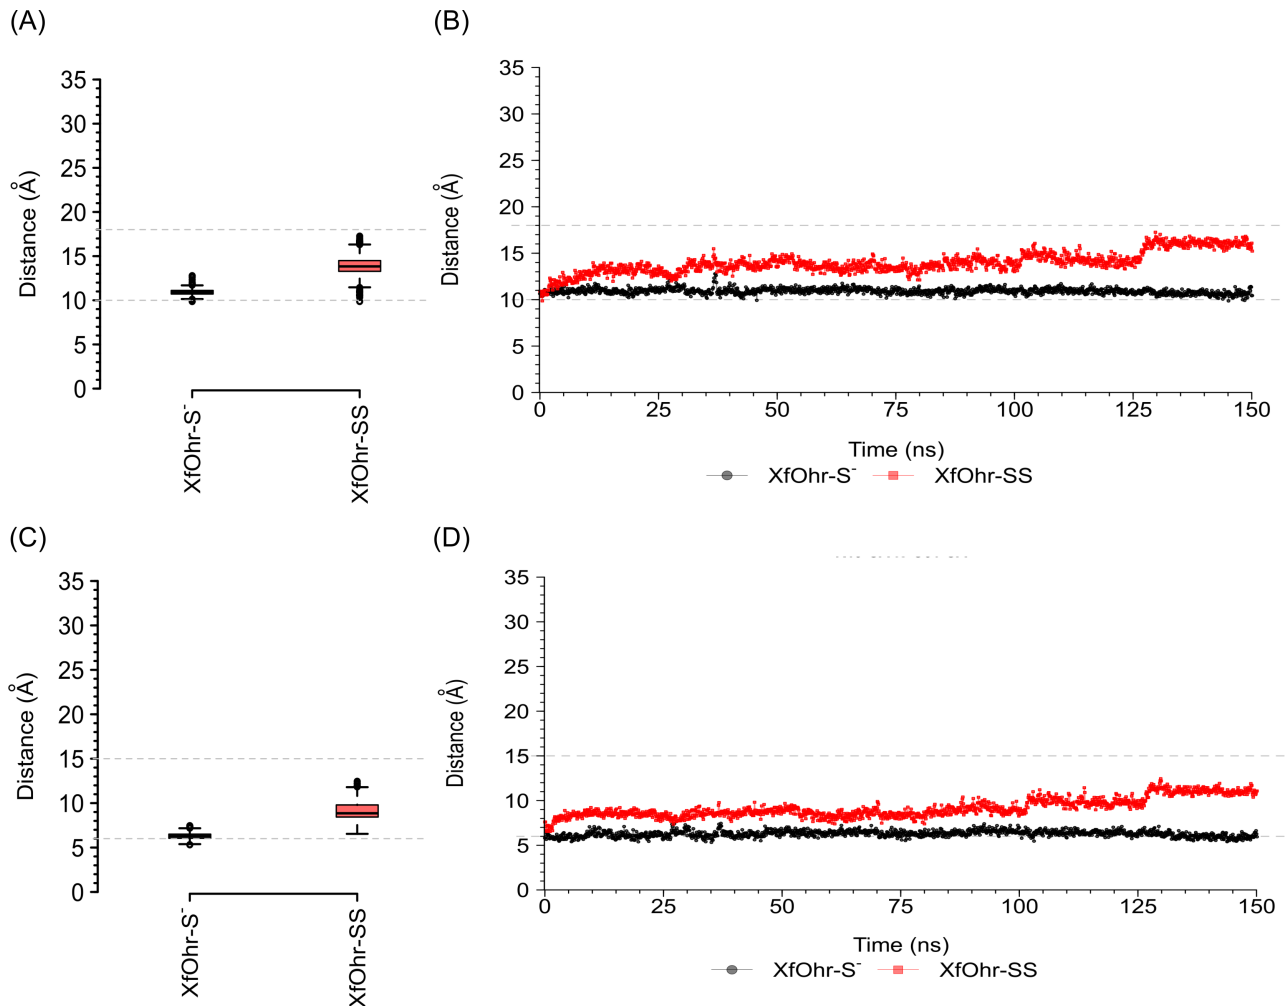 (A)
(B)
35
30
25
20
15
10
5
0
Distance (Å)
XfOhr-S⁻
XfOhr-SS
35
30
25
20
15
10
5
0
Distance (Å)
0 25 50 75 100 125 150
Time (ns)
XfOhr-S⁻ XfOhr-SS
(C)
(D)
35
30
25
20
15
10
5
0
Distance (Å)
XfOhr-S⁻
XfOhr-SS
35
30
25
20
15
10
5
0
Distance (Å)
0 25 50 75 100 125 150
Time (ns)
XfOhr-S⁻ XfOhr-SS